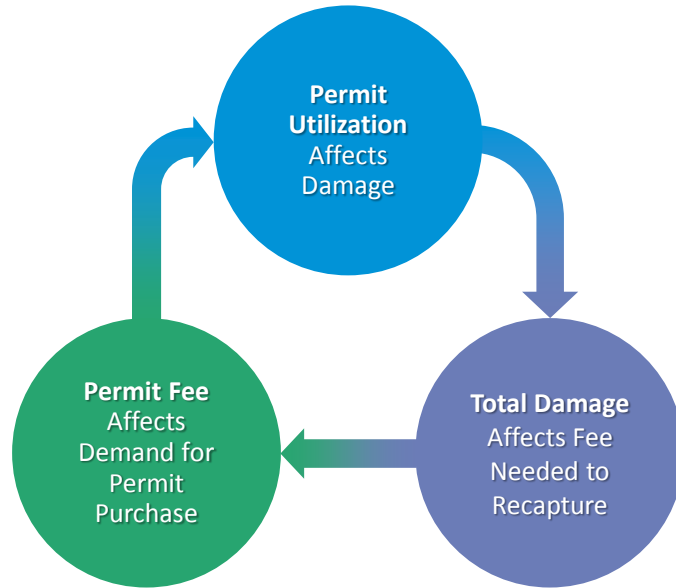 Permit
Utilization
Affects
Damage
Total Damage
Affects Fee
Needed to
Recapture
Permit Fee
Affects
Demand for
Permit
Purchase